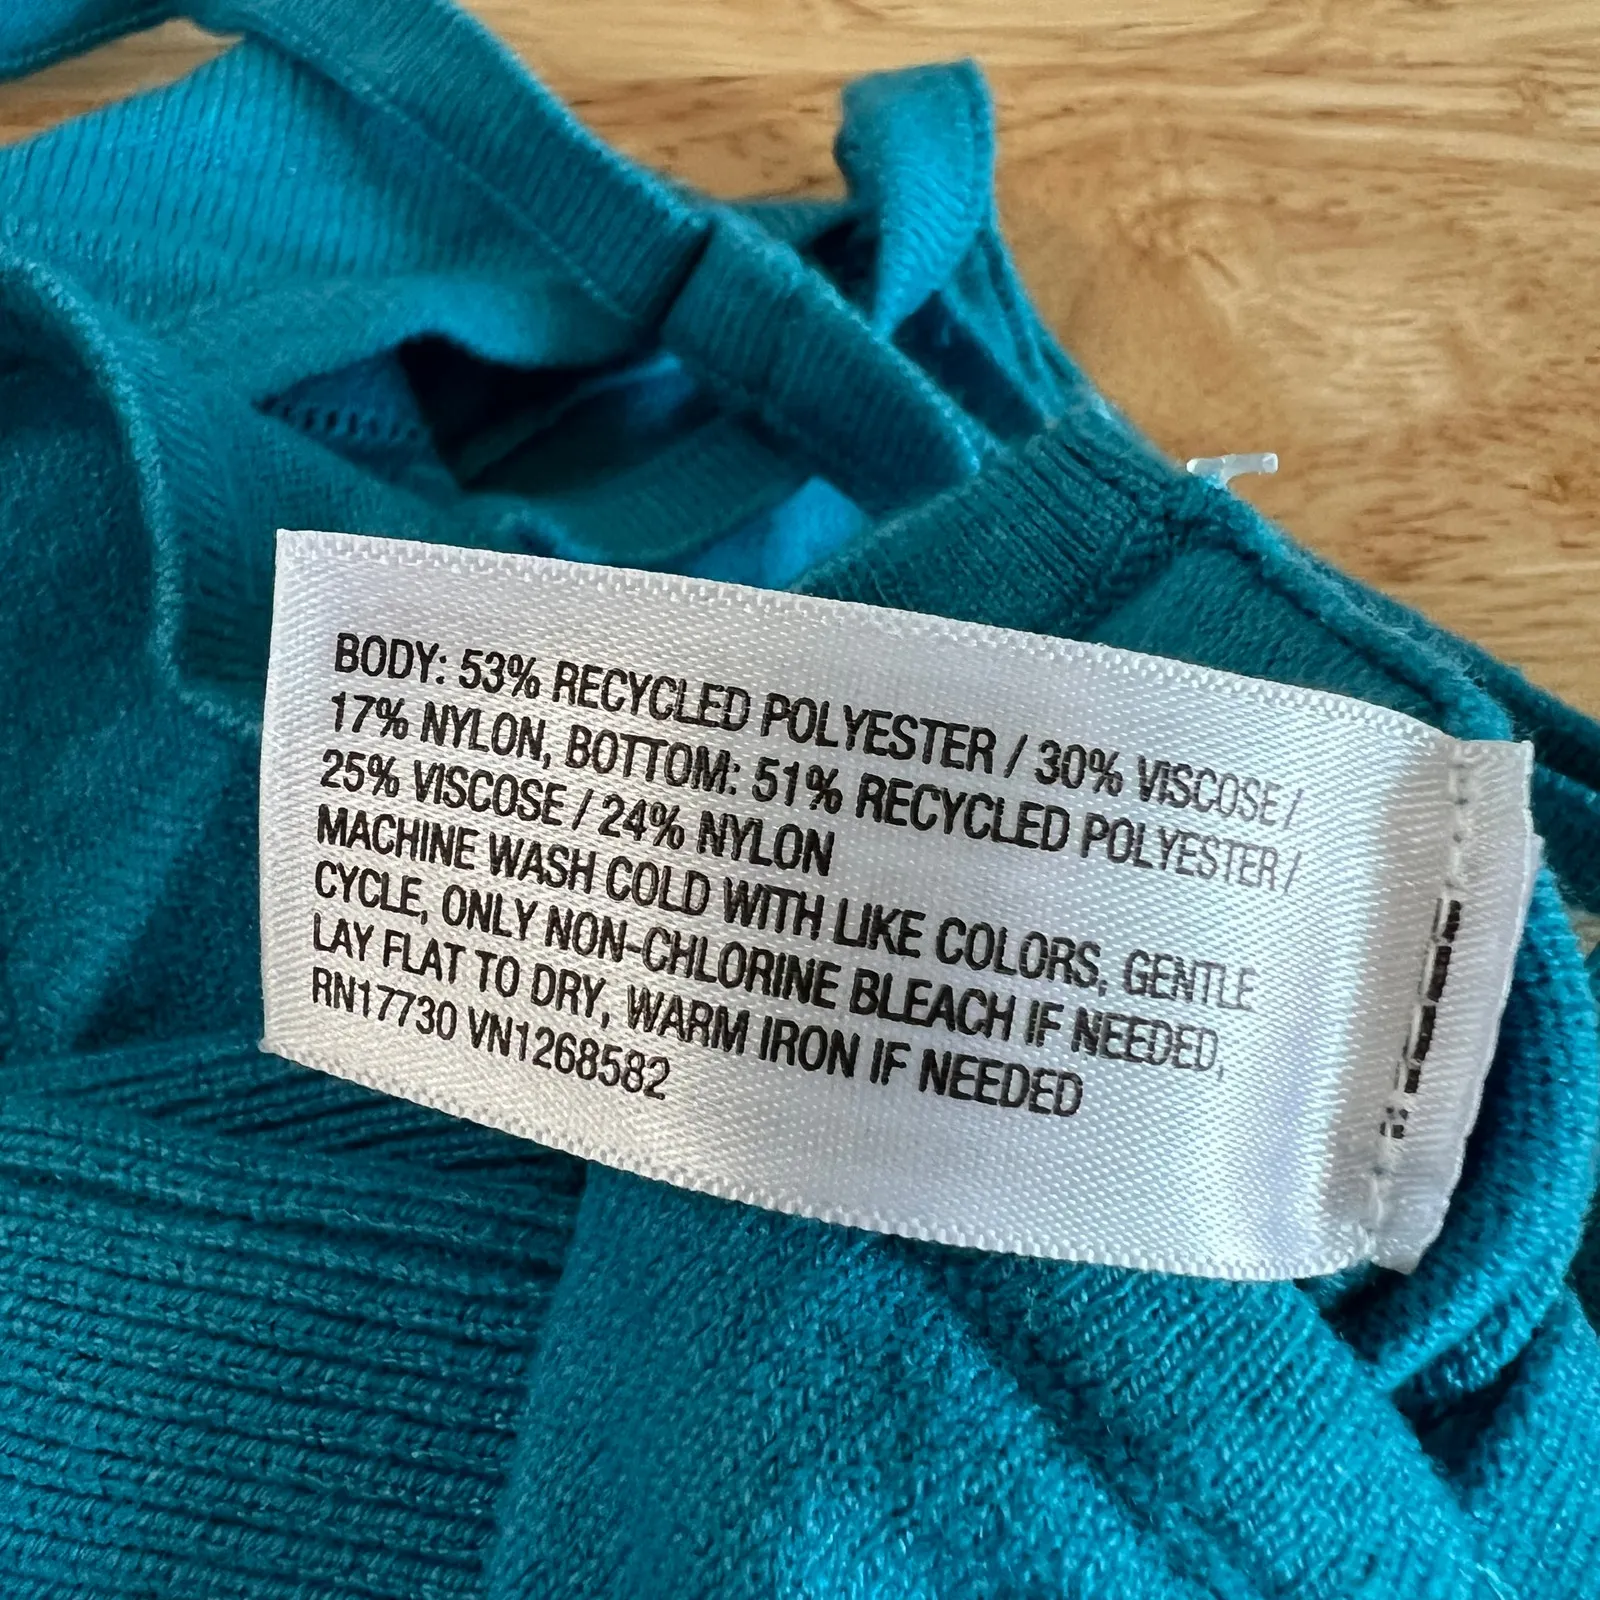 BODY: 53% RECYCLED POLYESTER / 30% VISCOSE /
17% NYLON, BOTTOM: 51% RECYCLED POLYESTER /
25% VISCOSE / 24% NYLON
MACHINE WASH COLD WITH LIKE COLORS, GENTLE
CYCLE, ONLY NON-CHLORINE BLEACH IF NEEDED,
LAY FLAT TO DRY, WARM IRON IF NEEDED
RN17730 VN1268582